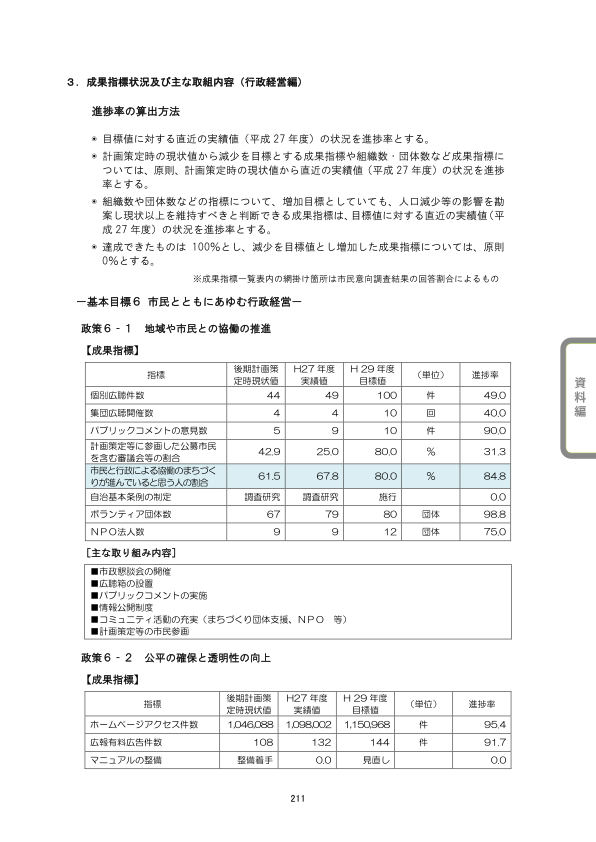 ３．成果指標状況及び主な取組内容（行政経営編）
進捗率の算出方法
＊ 目標値に対する直近の実績値（平成 27 年度）の状況を進捗率とする。
＊ 計画策定時の現状値から減少を目標とする成果指標や組織数・団体数など成果指標に
ついては、原則、計画策定時の現状値から直近の実績値（平成 27 年度）の状況を進捗
率とする。
＊ 組織数や団体数などの指標について、増加目標としていても、人口減少等の影響を勘
案し現状以上を維持すべきと判断できる成果指標は、目標値に対する直近の実績値（平
成 27 年度）の状況を進捗率とする。
＊ 達成できたものは 100％とし、減少を目標値とし増加した成果指標については、原則
0％とする。
※成果指標一覧表内の網掛け箇所は市民意向調査結果の回答割合によるもの
－基本目標６ 市民とともにあゆむ行政経営－
政策６‐１ 地域や市民との協働の推進
【成果指標】
指標 後期計画策定時現状値 H27 年度実績値 H 29 年度目標値 （単位） 進捗率
個別広聴件数 44 49 100 件 49.0
集団広聴開催数 4 4 10 回 40.0
パブリックコメントの意見数 5 9 10 件 90.0
計画策定等に参画した公募市民を含む審議会等の割合 42.9 25.0 80.0 ％ 31.3
市民と行政による協働のまちづくりが進んでいると思う人の割合 61.5 67.8 80.0 ％ 84.8
自治基本条例の制定 調査研究 調査研究 施行 0.0
ボランティア団体数 67 79 80 団体 98.8
ＮＰＯ法人数 9 9 12 団体 75.0
［主な取り組み内容］
■市政懇談会の開催
■広聴箱の設置
■パブリックコメントの実施
■情報公開制度
■コミュニティ活動の充実（まちづくり団体支援、ＮＰＯ 等）
■計画策定等の市民参画
政策６‐２ 公平の確保と透明性の向上
【成果指標】
指標 後期計画策定時現状値 H27 年度実績値 H 29 年度目標値 （単位） 進捗率
ホームページアクセス件数 1,046,088 1,098,002 1,150,968 件 95.4
広報有料広告件数 108 132 144 件 91.7
マニュアルの整備 整備着手 0.0 見直し 0.0
資料編
211